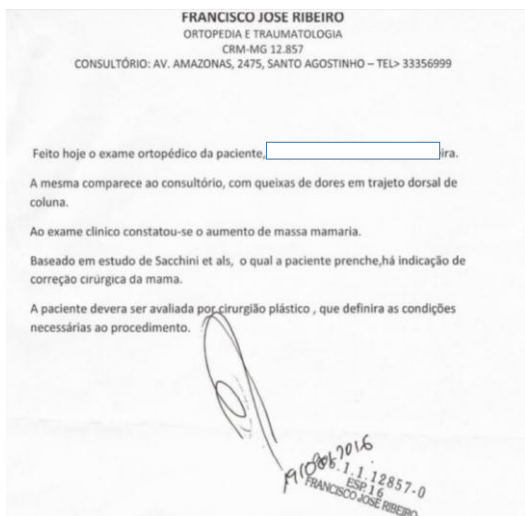 FRANCISCO JOSE RIBEIRO
ORTOPEDIA E TRAUMATOLOGIA
CRM-MG 12.857
CONSULTÓRIO: AV. AMAZONAS, 2475, SANTO AGOSTINHO – TEL> 33356999
Feito hoje o exame ortopédico da paciente, ira.
A mesma comparece ao consultório, com queixas de dores em trajeto dorsal de
coluna.
Ao exame clinico constatou-se o aumento de massa mamaria.
Baseado em estudo de Sacchini et als, o qual a paciente prenche,há indicação de
correção cirúrgica da mama.
A paciente devera ser avaliada por cirurgião plástico , que definira as condições
necessárias ao procedimento.
6.1.1.12857-0
ESP.16
FRANCISCO JOSÉ RIBEIRO